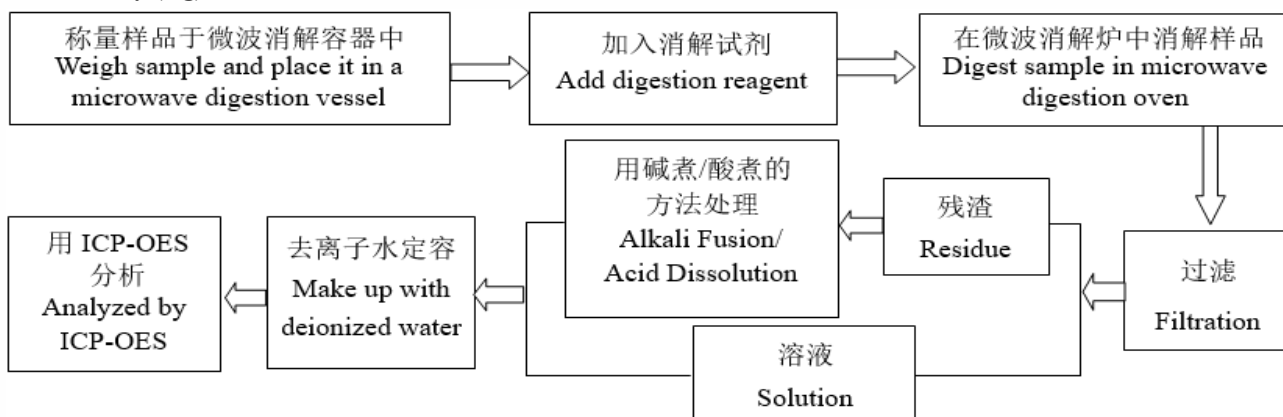 称量样品于微波消解容器中
Weigh sample and place it in a
microwave digestion vessel
加入消解试剂
Add digestion reagent
在微波消解炉中消解样品
Digest sample in microwave
digestion oven
过滤
Filtration
残渣
Residue
用碱煮/酸煮的
方法处理
Alkali Fusion/
Acid Dissolution
溶液
Solution
去离子水定容
Make up with
deionized water
用 ICP-OES
分析
Analyzed by
ICP-OES